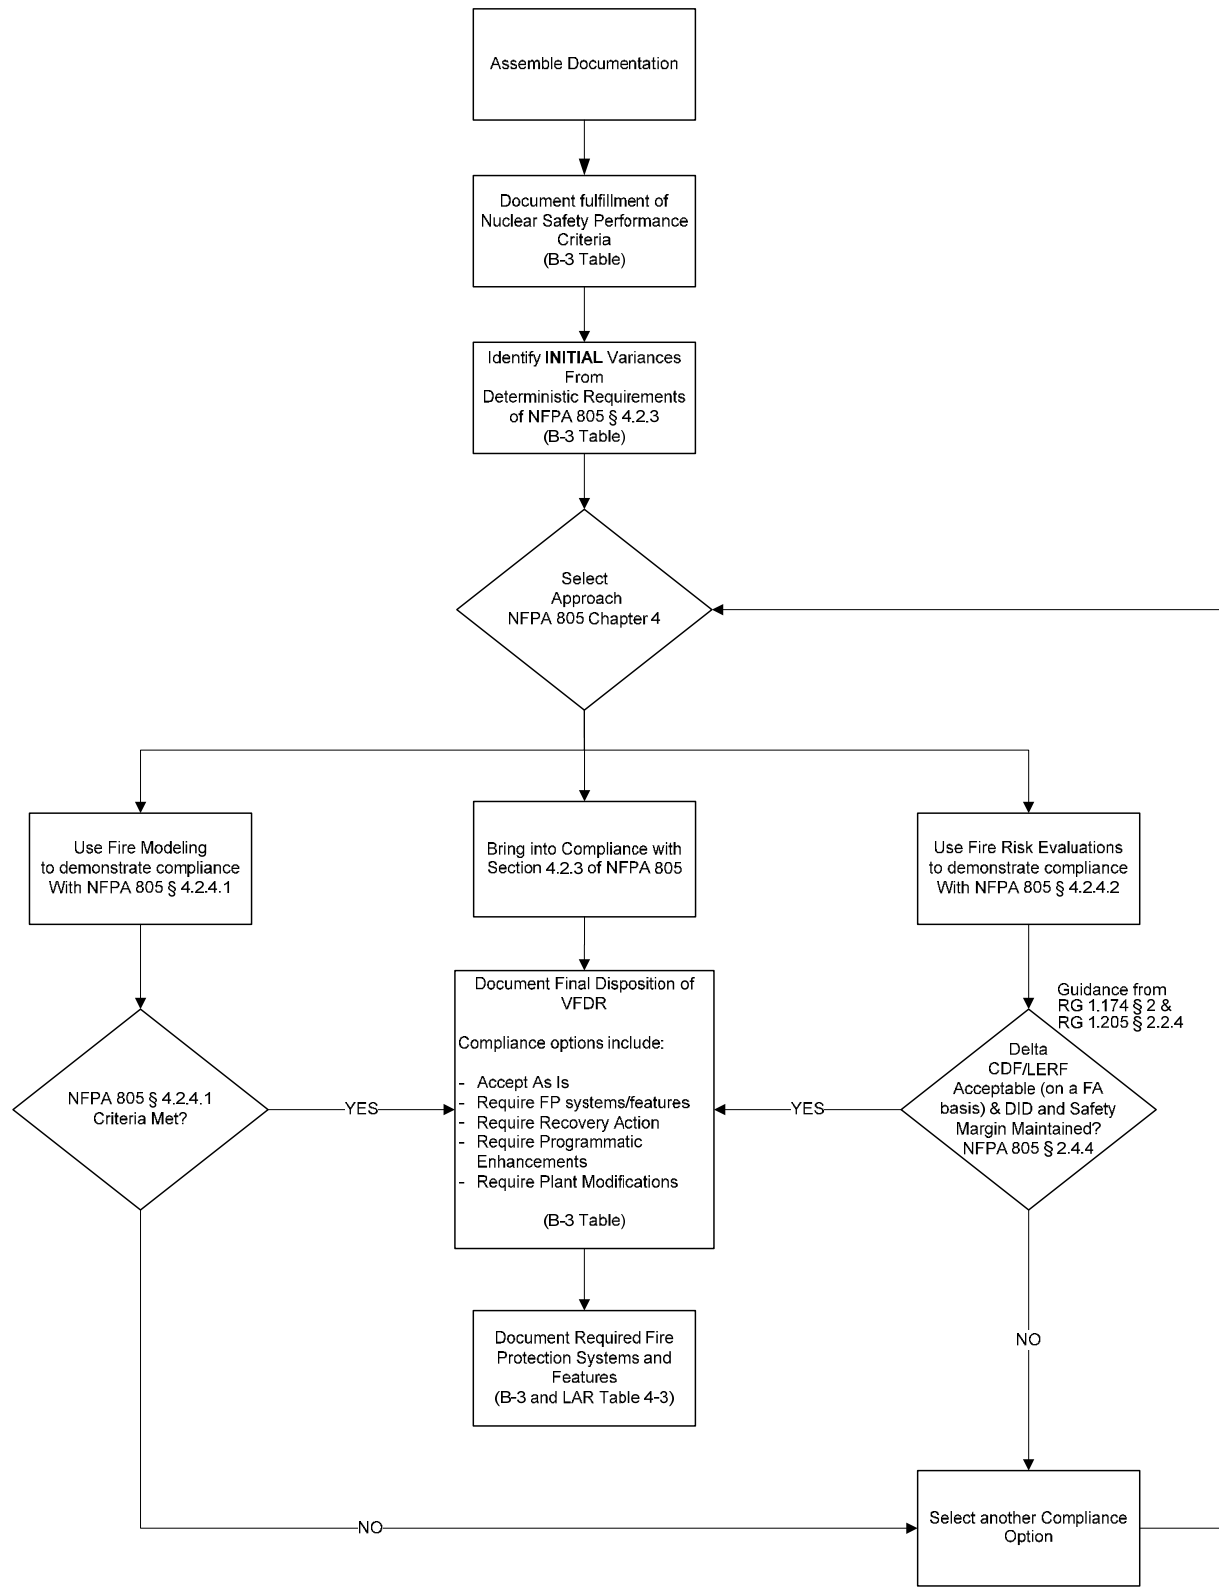 Assemble Documentation
Document fulfillment of
Nuclear Safety Performance
Criteria
(B-3 Table)
Identify INITIAL Variances
From
Deterministic Requirements
of NFPA 805 § 4.2.3
(B-3 Table)
Select
Approach
NFPA 805 Chapter 4
Use Fire Modeling
to demonstrate compliance
With NFPA 805 § 4.2.4.1
Bring into Compliance with
Section 4.2.3 of NFPA 805
Use Fire Risk Evaluations
to demonstrate compliance
With NFPA 805 § 4.2.4.2
NFPA 805 § 4.2.4.1
Criteria Met?
YES
Document Final Disposition of
VFDR
Compliance options include:
- Accept As Is
- Require FP systems/features
- Require Recovery Action
- Require Programmatic
Enhancements
- Require Plant Modifications
(B-3 Table)
YES
Guidance from
RG 1.174 § 2 &
RG 1.205 § 2.2.4
Delta
CDF/LERF
Acceptable (on a FA
basis) & DID and Safety
Margin Maintained?
NFPA 805 § 2.4.4
Document Required Fire
Protection Systems and
Features
(B-3 and LAR Table 4-3)
NO
NO
Select another Compliance
Option